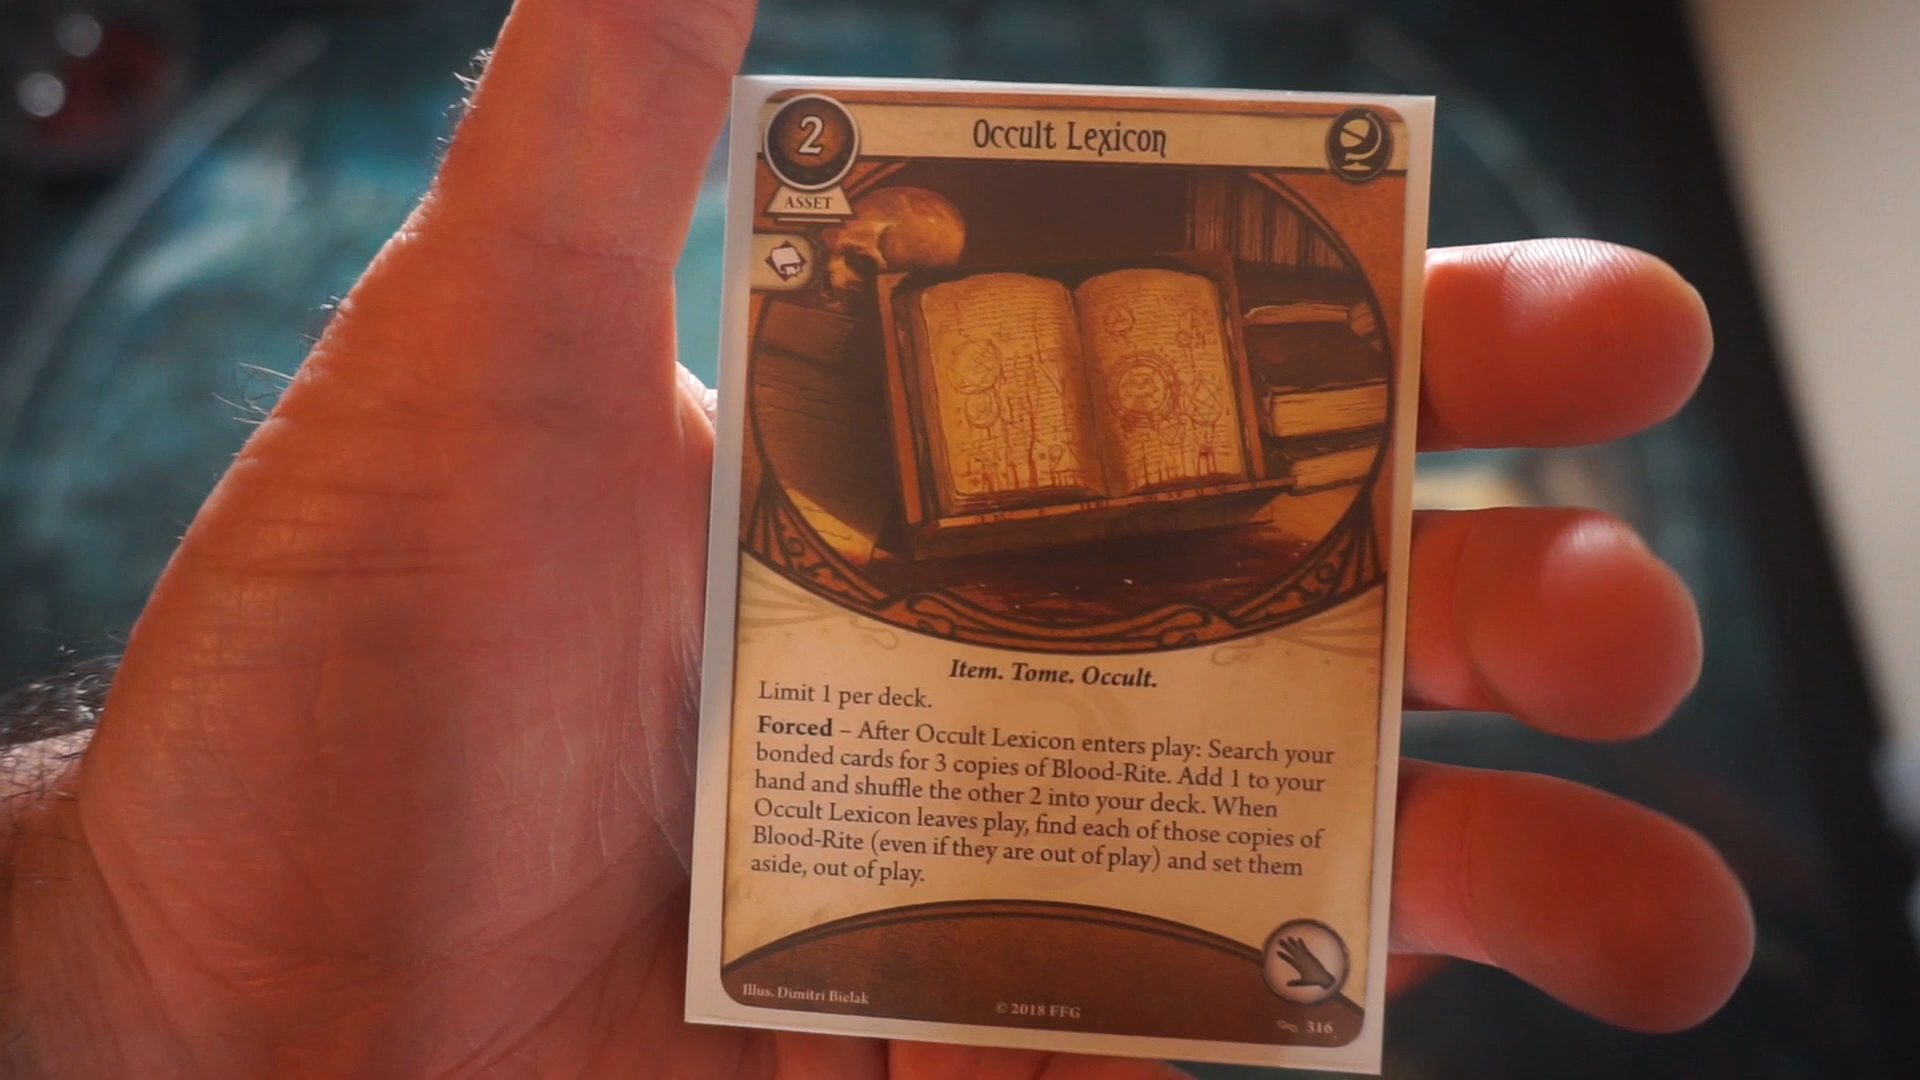 2
Occult Lexicon
ASSET
Item. Tome. Occult.
Limit 1 per deck.
Forced – After Occult Lexicon enters play: Search your
bonded cards for 3 copies of Blood-Rite. Add 1 to your
hand and shuffle the other 2 into your deck. When
Occult Lexicon leaves play, find each of those copies of
Blood-Rite (even if they are out of play) and set them
aside, out of play.
Illus. Dimitri Bielak
© 2018 FFG
316